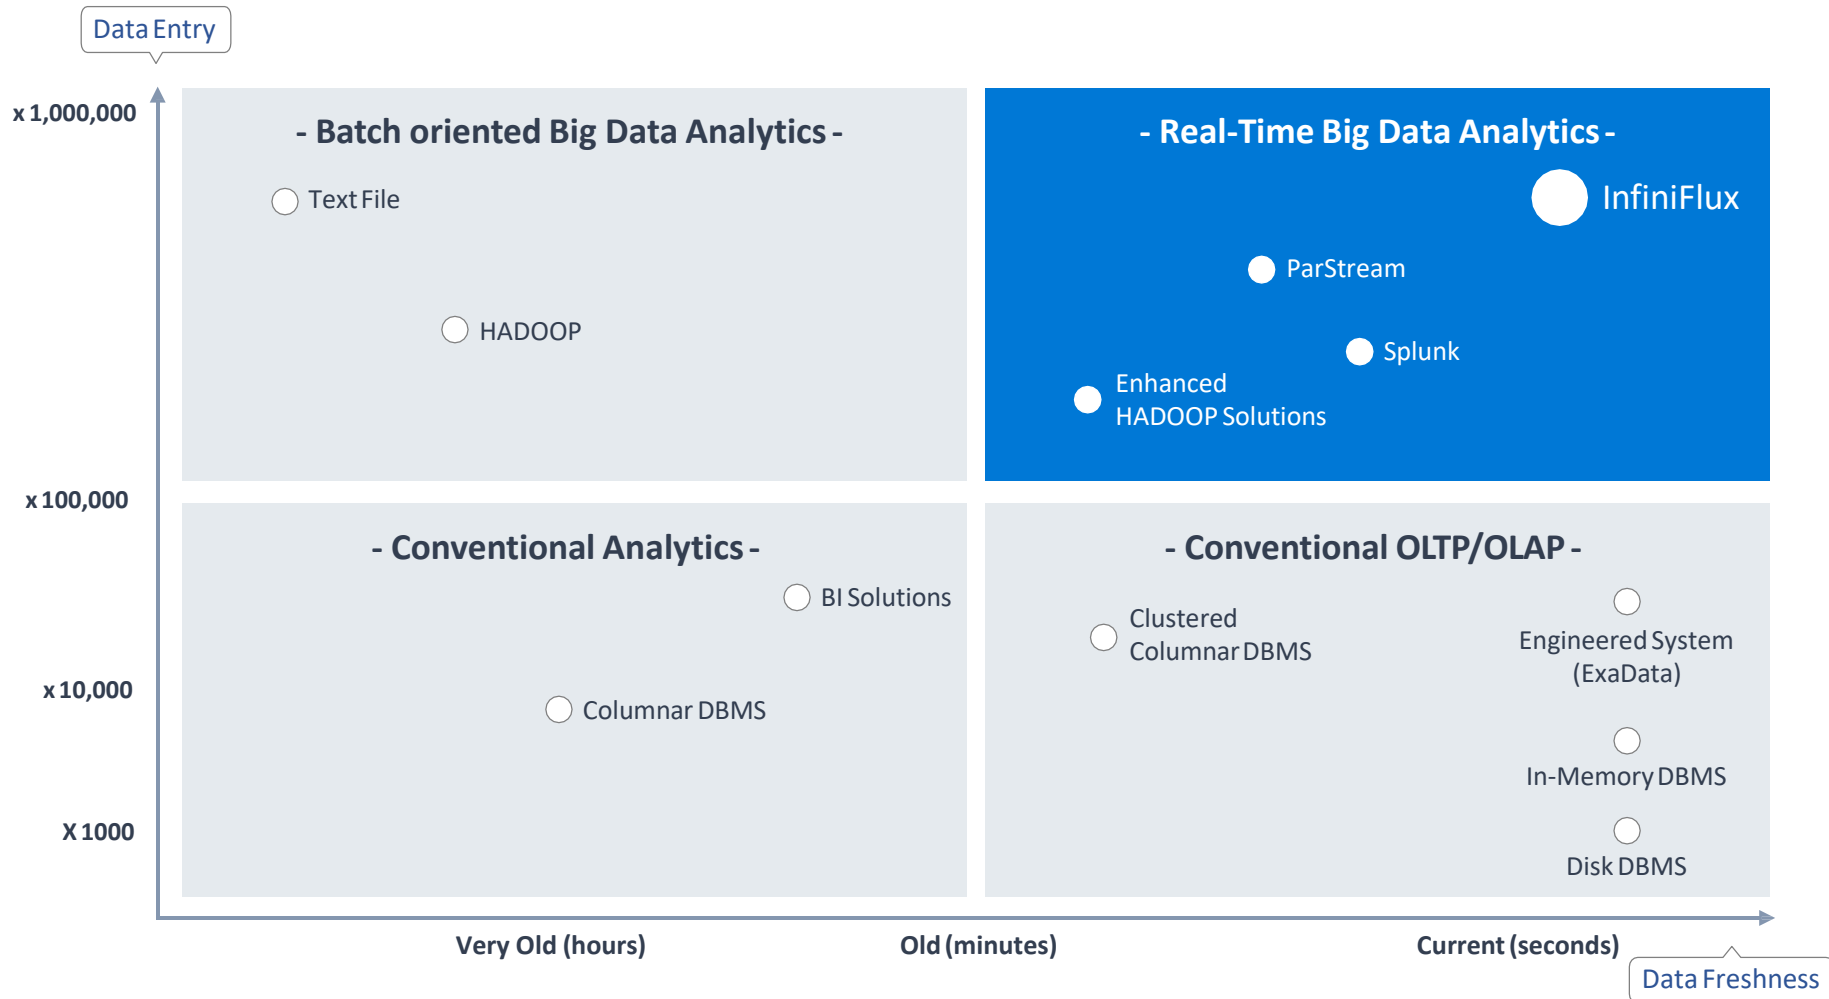 Data Entry
x 1,000,000
- Batch oriented Big Data Analytics -
- Real-Time Big Data Analytics -
Text File
InfiniFlux
ParStream
HADOOP
Splunk
Enhanced
HADOOP Solutions
x 100,000
- Conventional Analytics -
- Conventional OLTP/OLAP -
BI Solutions
Clustered
Columnar DBMS
Engineered System
(ExaData)
x 10,000
Columnar DBMS
In-Memory DBMS
X 1000
Disk DBMS
Very Old (hours)
Old (minutes)
Current (seconds)
Data Freshness